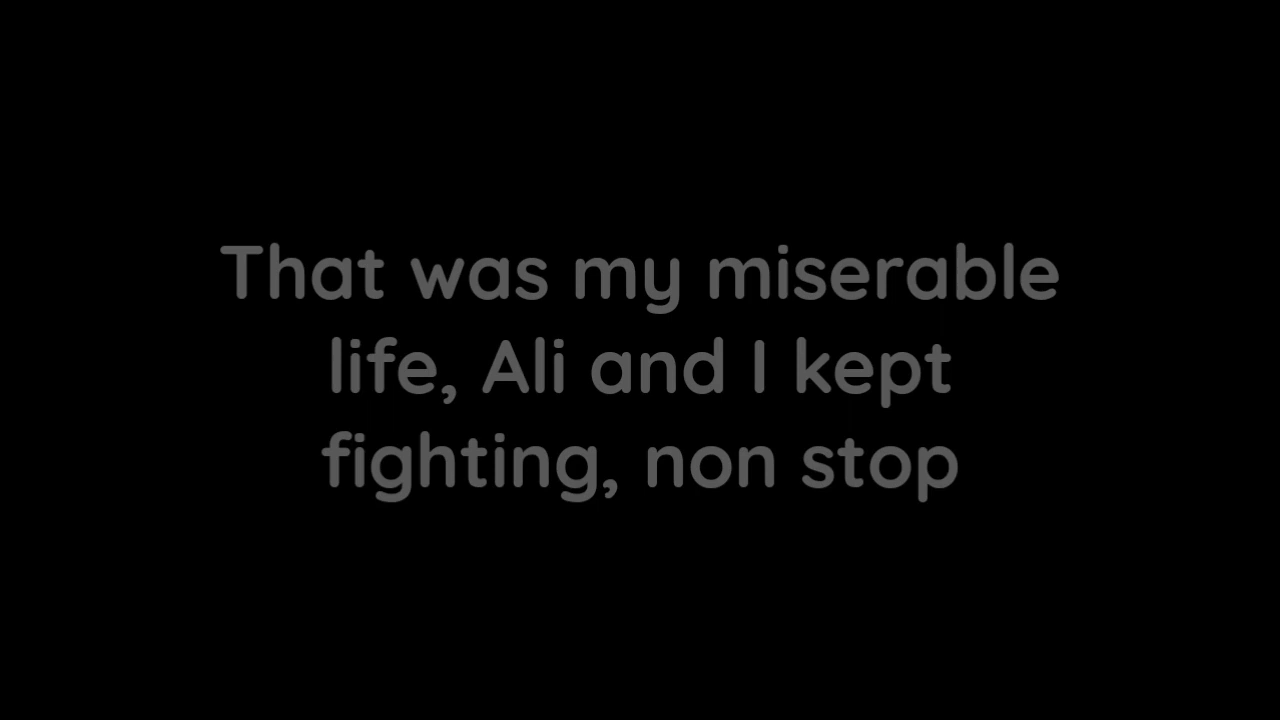 That was my miserable
life, Ali and I kept
fighting, non stop